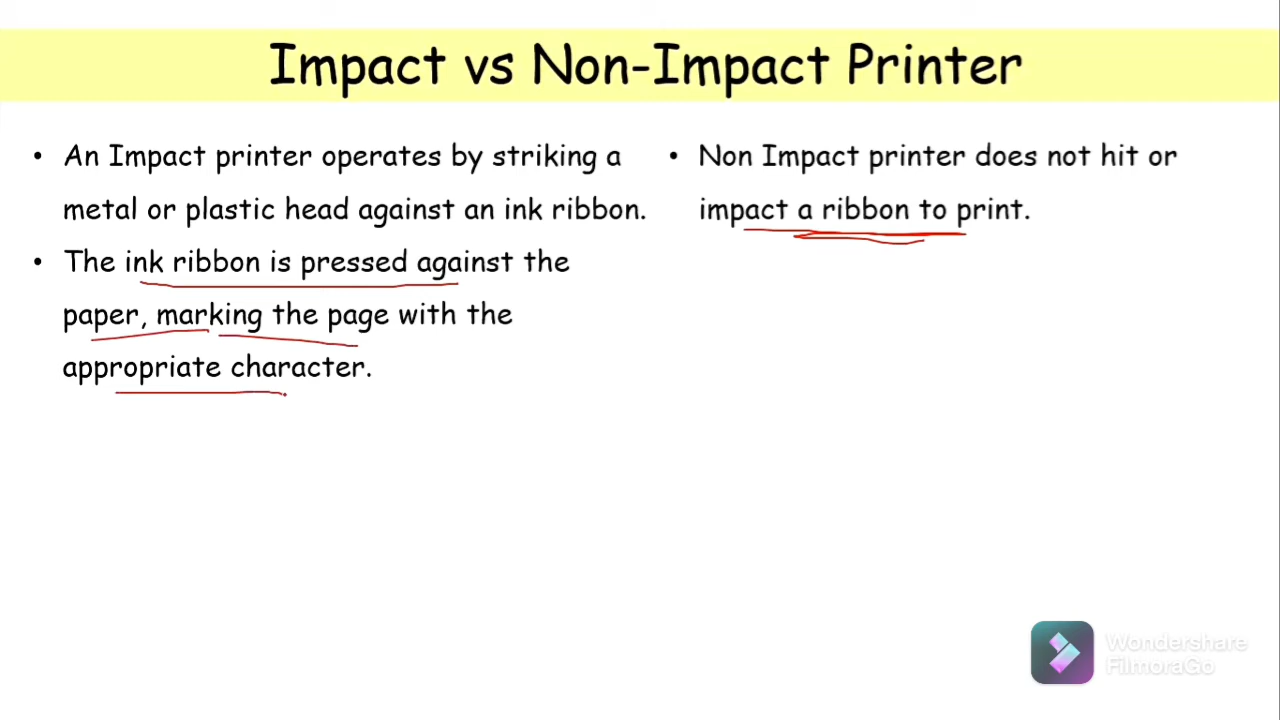 Impact vs Non-Impact Printer
• An Impact printer operates by striking a
metal or plastic head against an ink ribbon.
• The ink ribbon is pressed against the
paper, marking the page with the
appropriate character.
• Non Impact printer does not hit or
impact a ribbon to print.
Wondershare
FilmoraGo